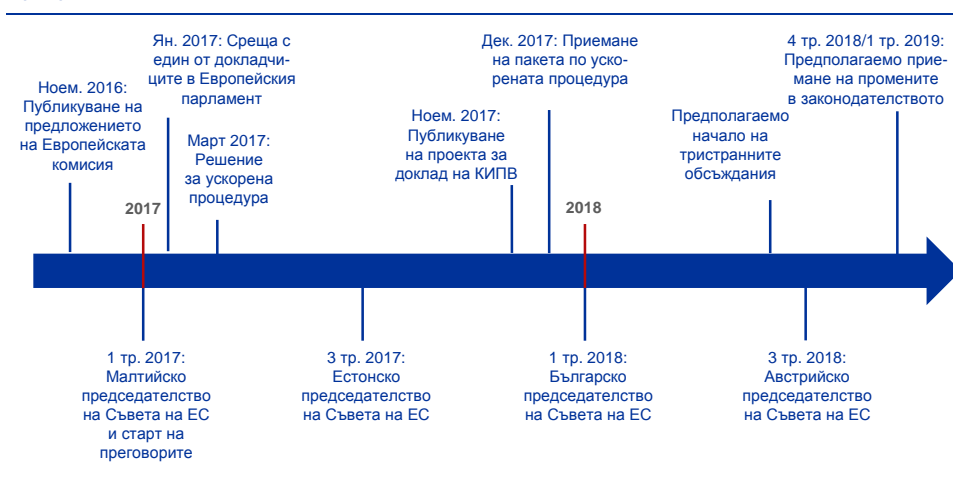 Ноем. 2016:
Публикуване на
предложението
на Европейската
комисия
Ян. 2017: Среща с
един от докладчи-
ците в Европейския
парламент
Март 2017:
Решение
за ускорена
процедура
Ноем. 2017:
Публикуване
на проекта за
доклад на КИПВ
Дек. 2017: Приемане
на пакета по уско-
рената процедура
Предполагаемо
начало на
тристранните
обсъждания
4 тр. 2018/1 тр. 2019:
Предполагаемо прие-
мане на промените
в законодателството
2017
2018
1 тр. 2017:
Малтийско
председателство
на Съвета на ЕС
и старт на
преговорите
3 тр. 2017:
Естонско
председателство
на Съвета на ЕС
1 тр. 2018:
Българско
председателство
на Съвета на ЕС
3 тр. 2018:
Австрийско
председателство
на Съвета на ЕС